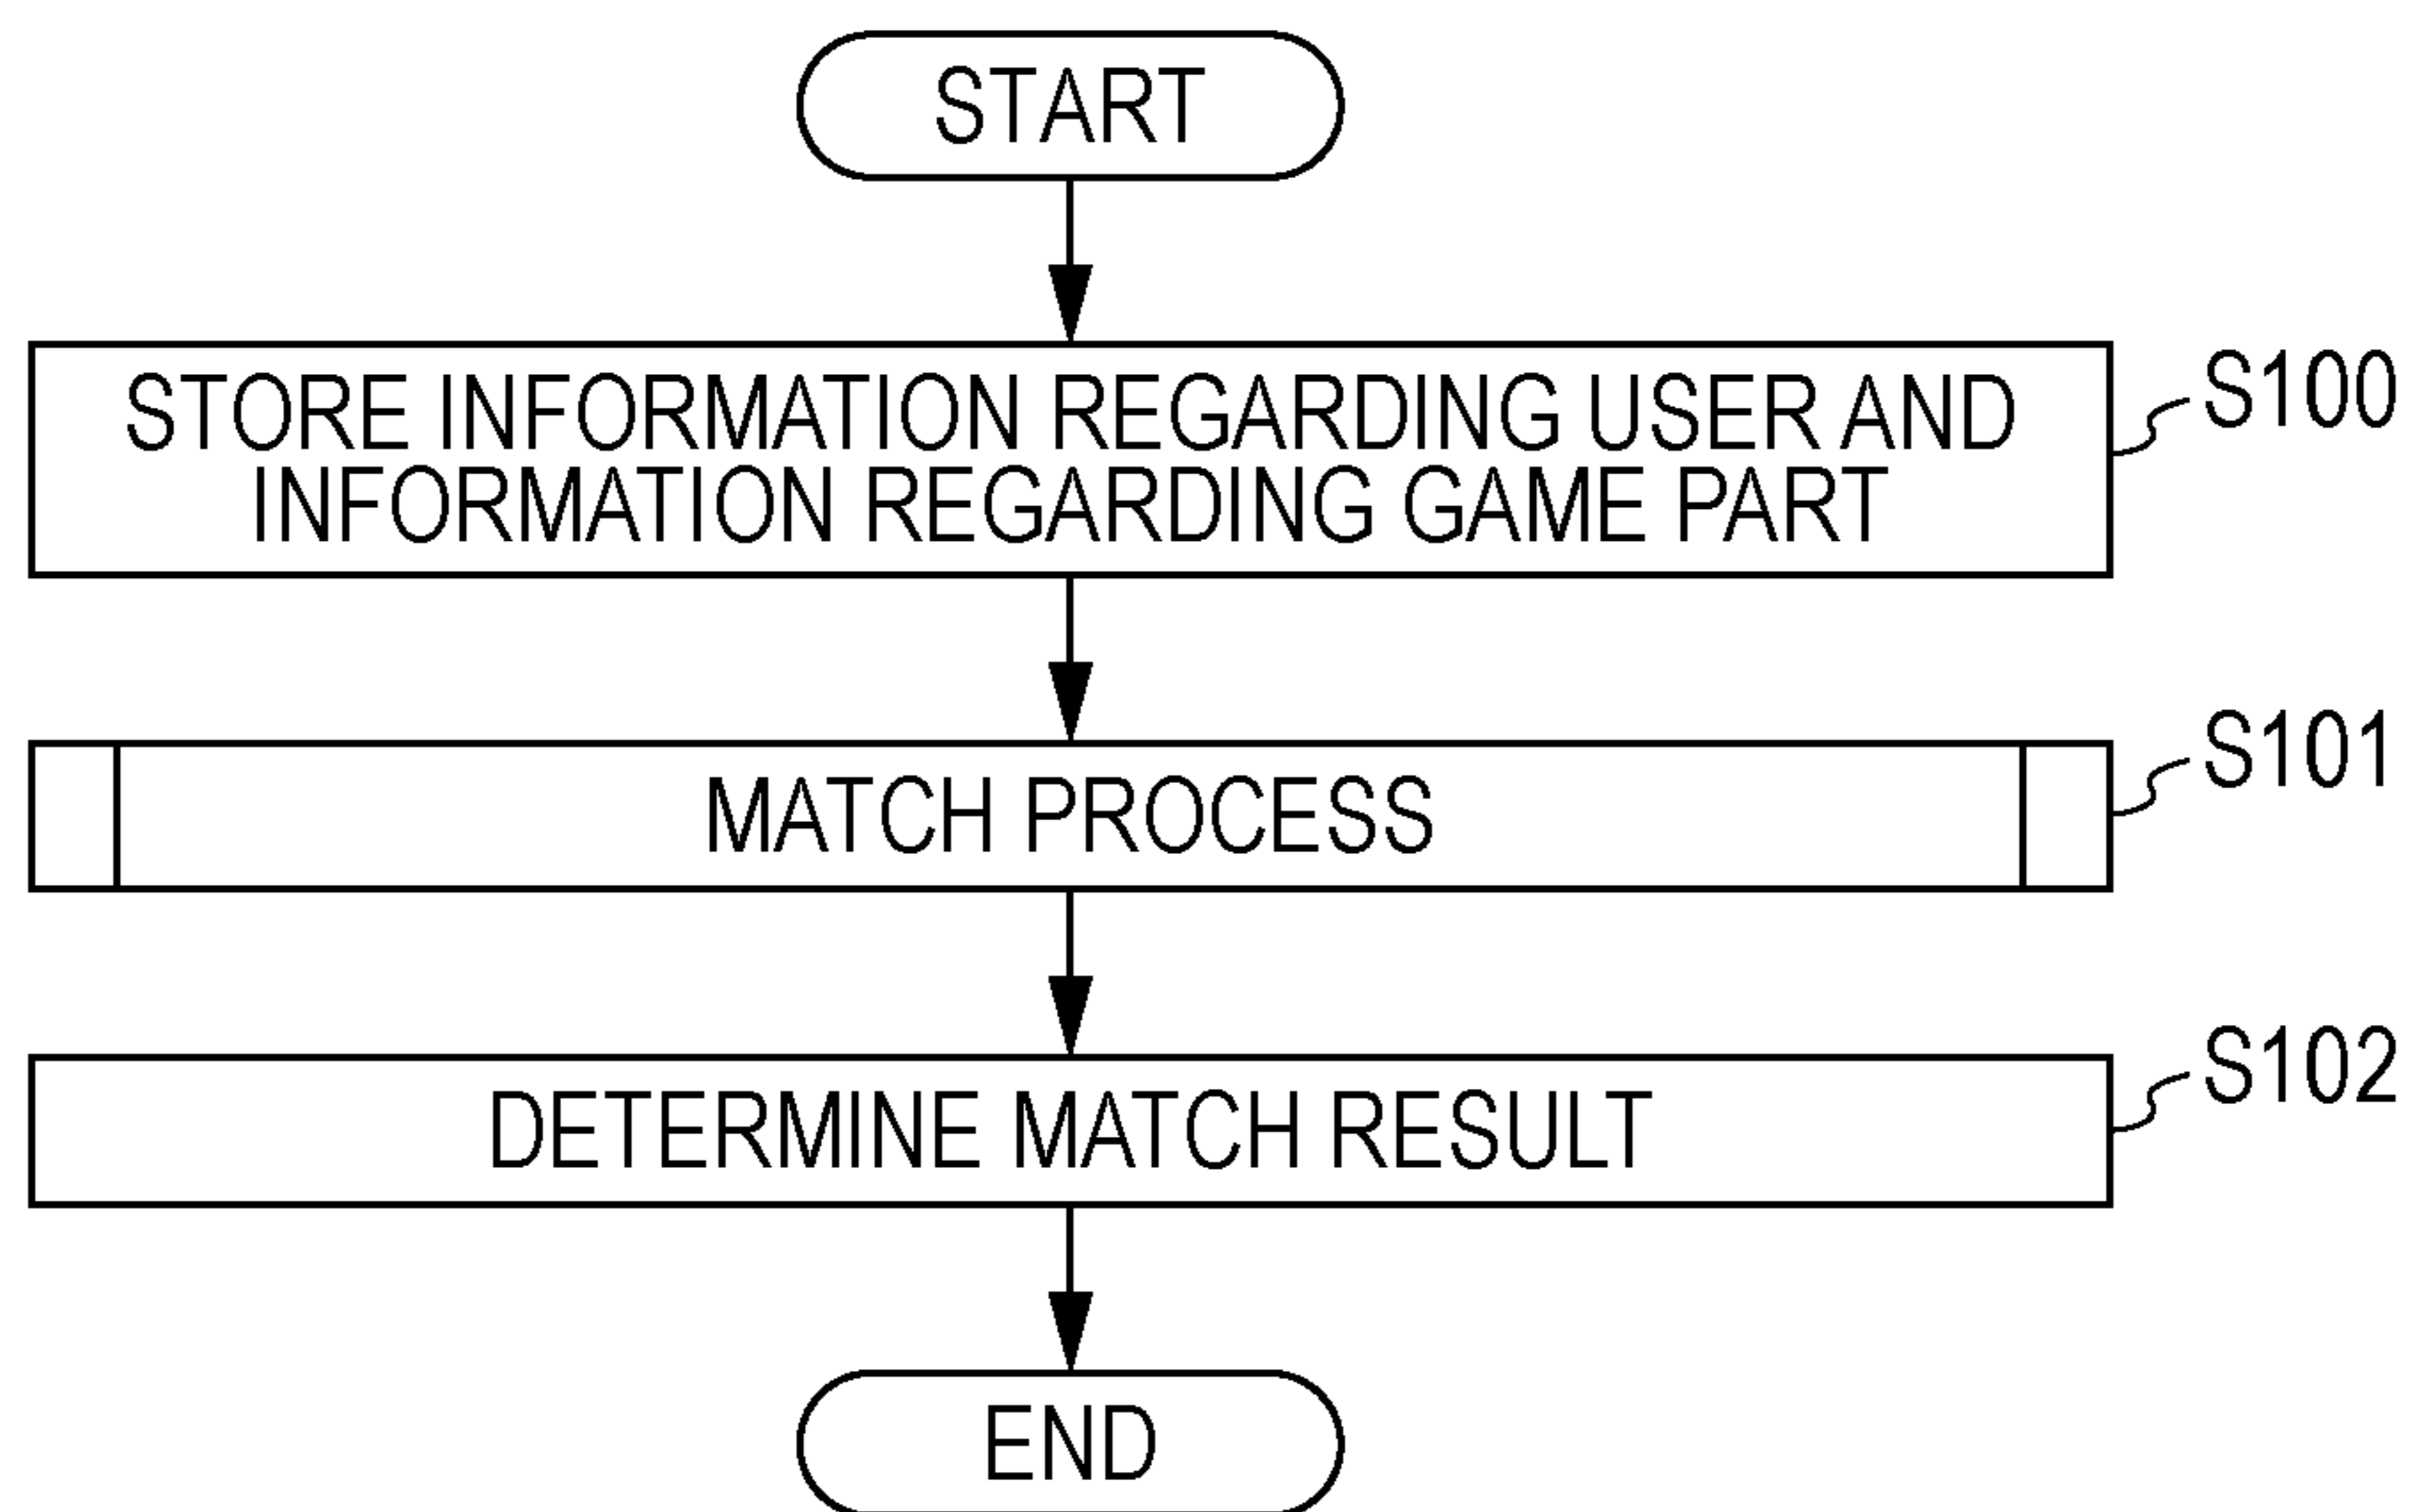 START
STORE INFORMATION REGARDING USER AND
INFORMATION REGARDING GAME PART
S100
MATCH PROCESS
S101
DETERMINE MATCH RESULT
S102
END